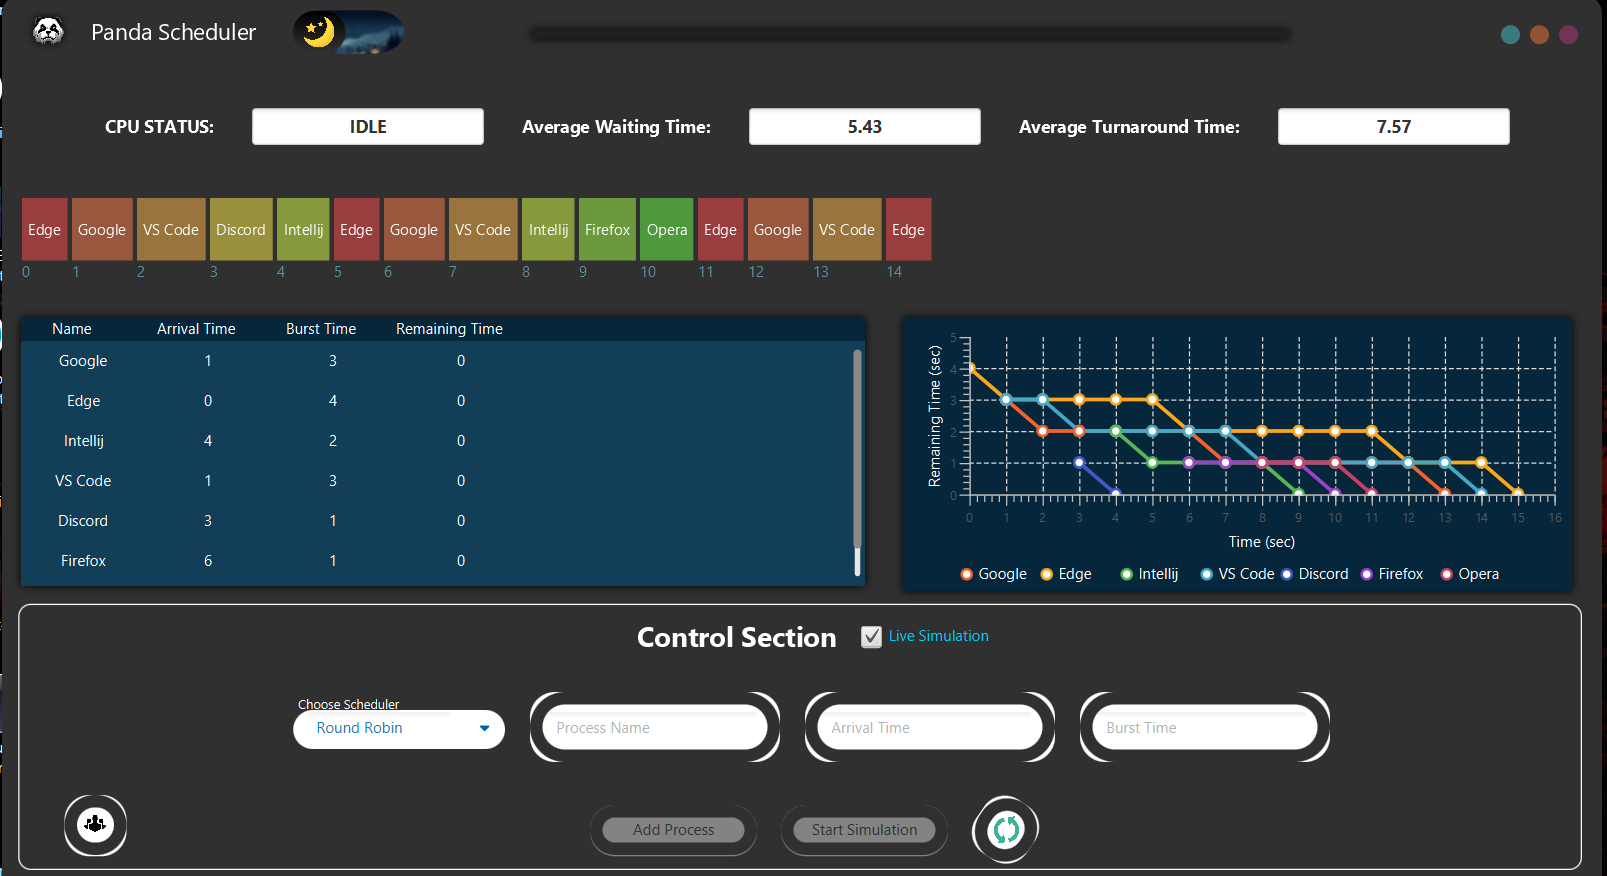 Panda Scheduler
CPU STATUS: IDLE Average Waiting Time: 5.43 Average Turnaround Time: 7.57
Edge Google VS Code Discord Intellij Edge Google VS Code Intellij Firefox Opera Edge Google VS Code Edge
0 1 2 3 4 5 6 7 8 9 10 11 12 13 14
Name Arrival Time Burst Time Remaining Time
Google 1 3 0
Edge 0 4 0
Intellij 4 2 0
VS Code 1 3 0
Discord 3 1 0
Firefox 6 1 0
Remaining Time (sec)
5
4
3
2
1
0
0 1 2 3 4 5 6 7 8 9 10 11 12 13 14 15 16
Time (sec)
Google Edge Intellij VS Code Discord Firefox Opera
Control Section Live Simulation
Choose Scheduler
Round Robin Process Name Arrival Time Burst Time
Add Process Start Simulation